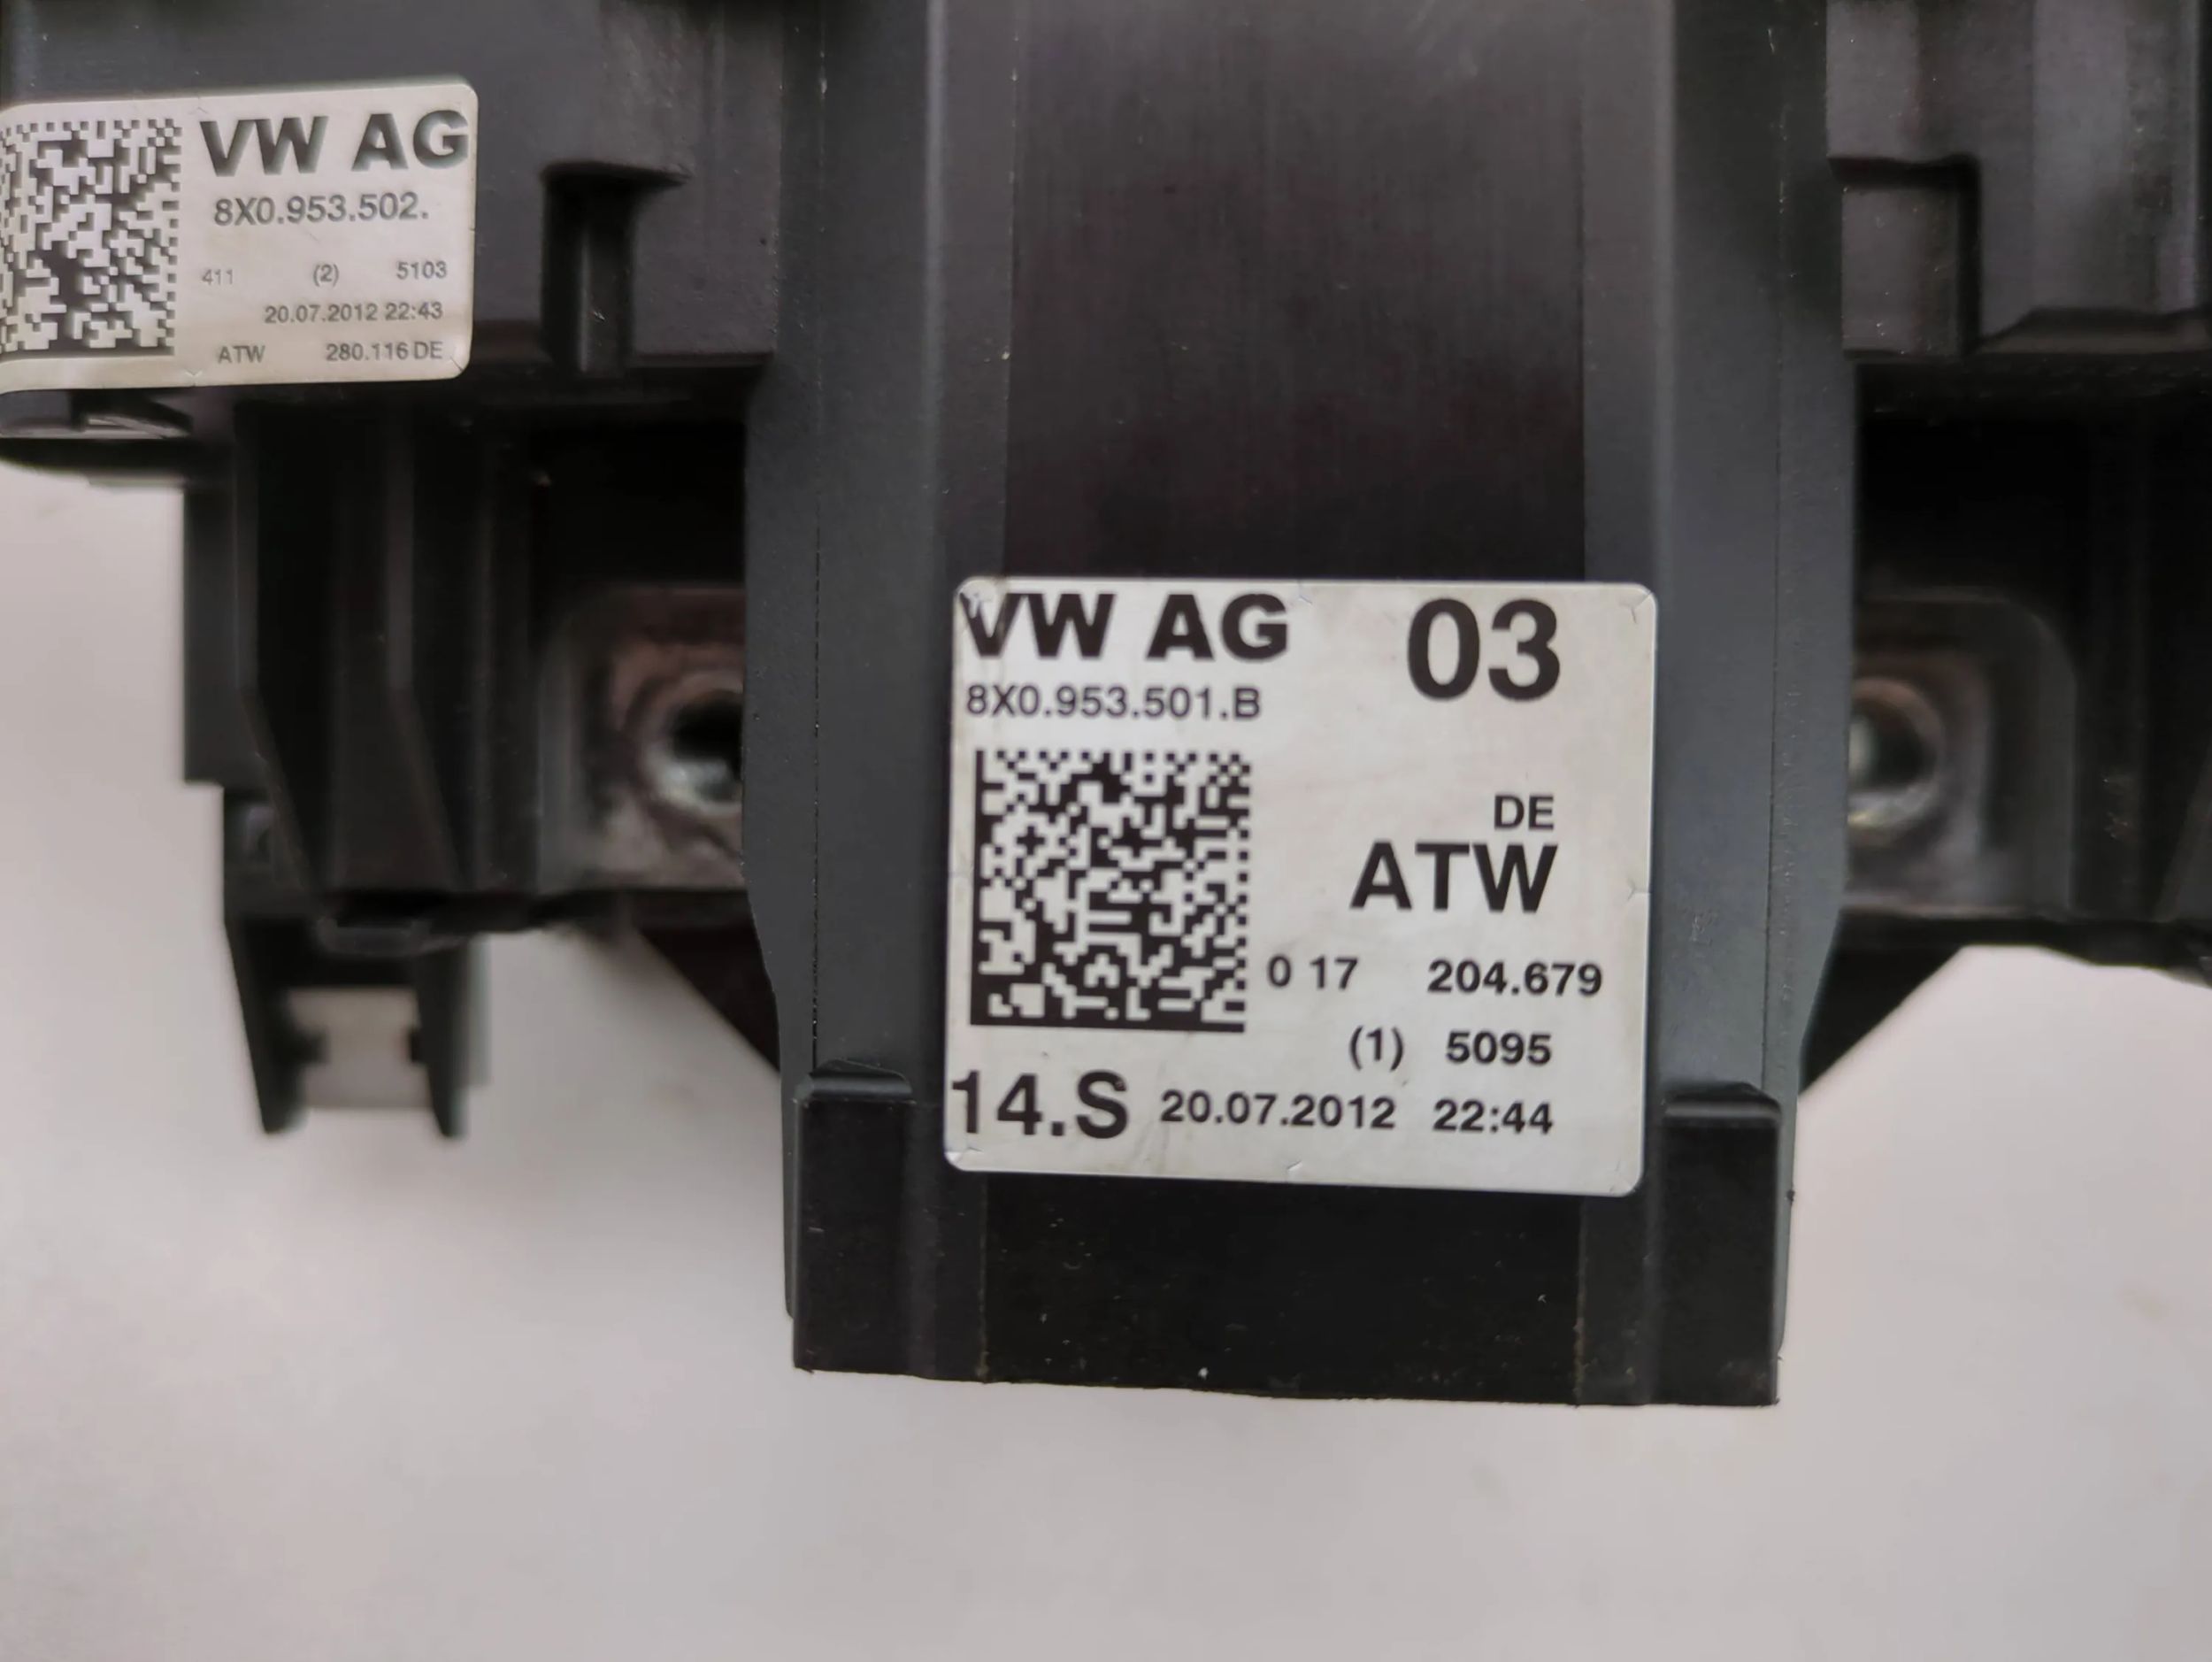 VW AG
8X0.953.502.
411 (2) 5103
20.07.2012 22:43
ATW 280.116 DE
VW AG 03
8X0.953.501.B
DE
ATW
0 17 204.679
(1) 5095
14.S 20.07.2012 22:44